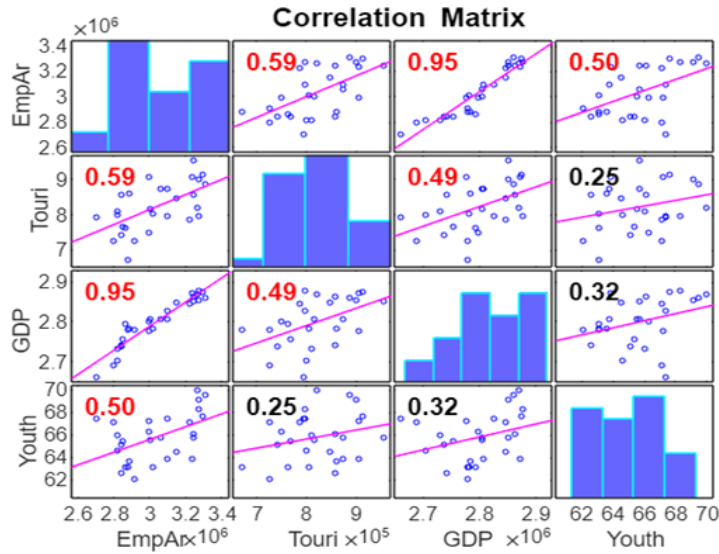 Correlation Matrix
×10⁶
3.4
3.2
3
2.8
2.6
EmpAr
0.59
0.95
0.50
9
8
7
Touri
0.59
0.49
0.25
2.9
2.8
2.7
GDP
0.95
0.49
0.32
70
68
66
64
62
Youth
0.50
0.25
0.32
2.6 2.8 3 3.2 3.4
7 8 9
2.7 2.8 2.9
62 64 66 68 70
EmpAr×10⁶
Touri ×10⁵
GDP ×10⁶
Youth